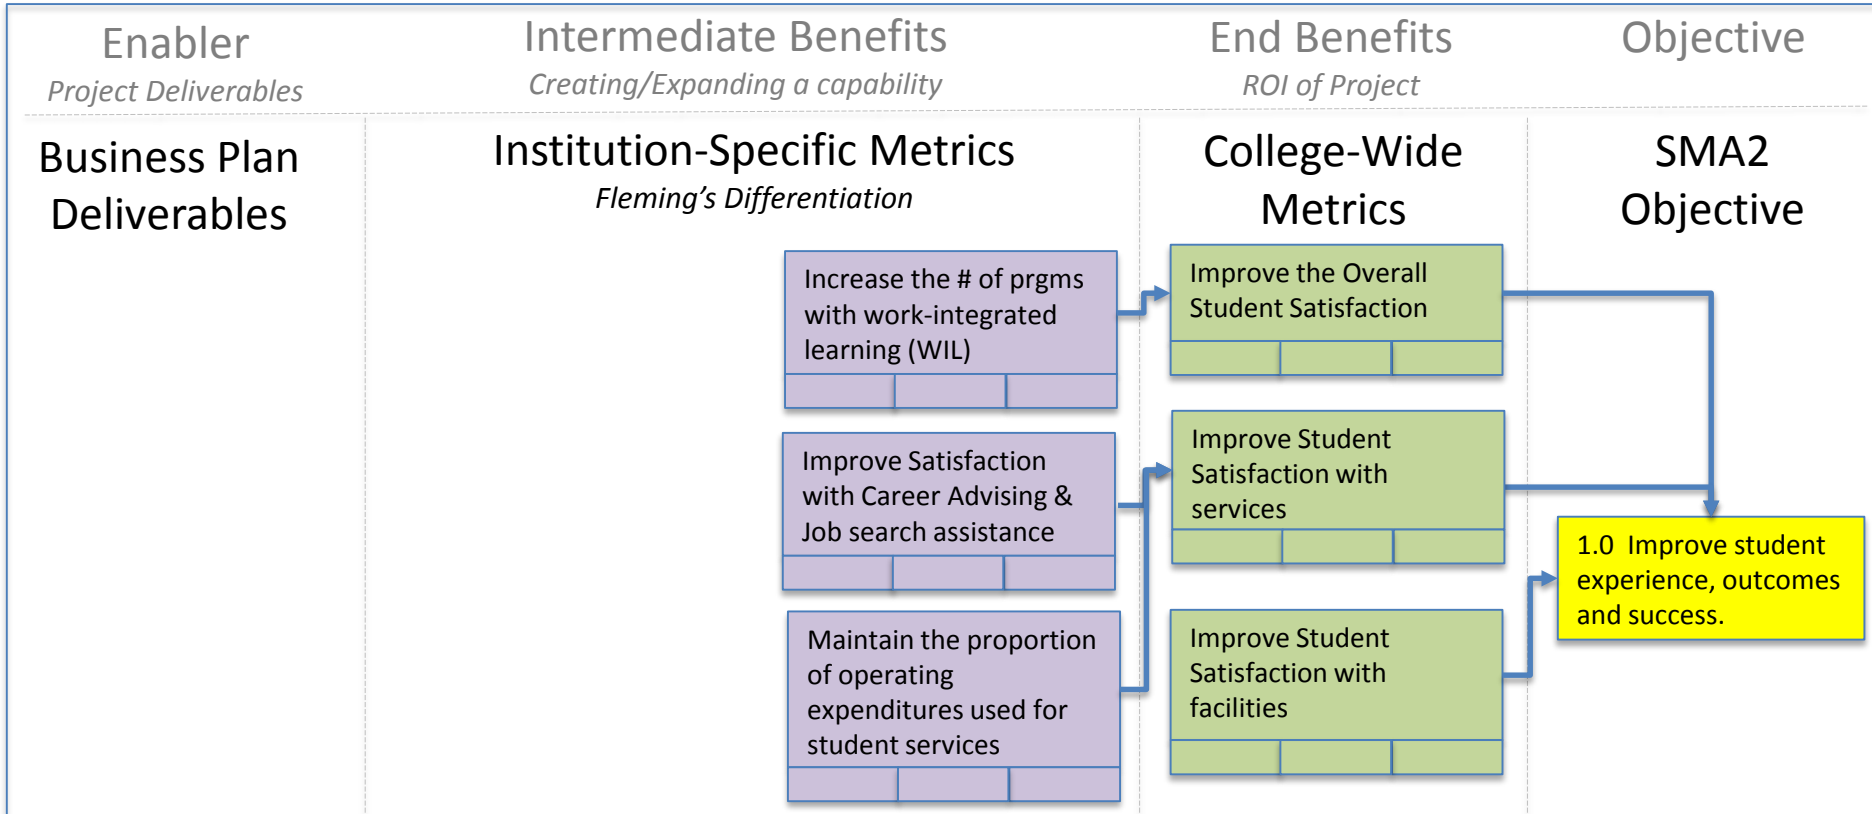 Enabler
Project Deliverables
Intermediate Benefits
Creating/Expanding a capability
End Benefits
ROI of Project
Objective
Business Plan
Deliverables
Institution-Specific Metrics
Fleming's Differentiation
College-Wide
Metrics
SMA2
Objective
Increase the # of prgms
with work-integrated
learning (WIL)
Improve Satisfaction
with Career Advising &
Job search assistance
Maintain the proportion
of operating
expenditures used for
student services
Improve the Overall
Student Satisfaction
Improve Student
Satisfaction with
services
Improve Student
Satisfaction with
facilities
1.0 Improve student
experience, outcomes
and success.